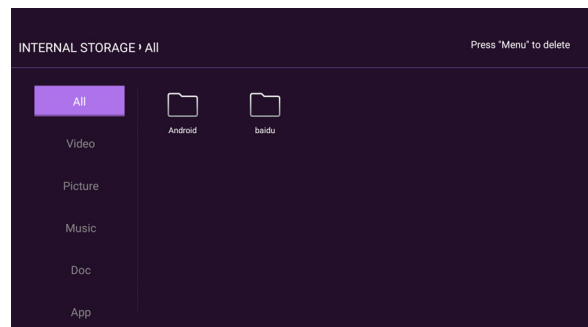 INTERNAL STORAGE › All
Press "Menu" to delete
All
Video
Picture
Music
Doc
App
Android
baidu